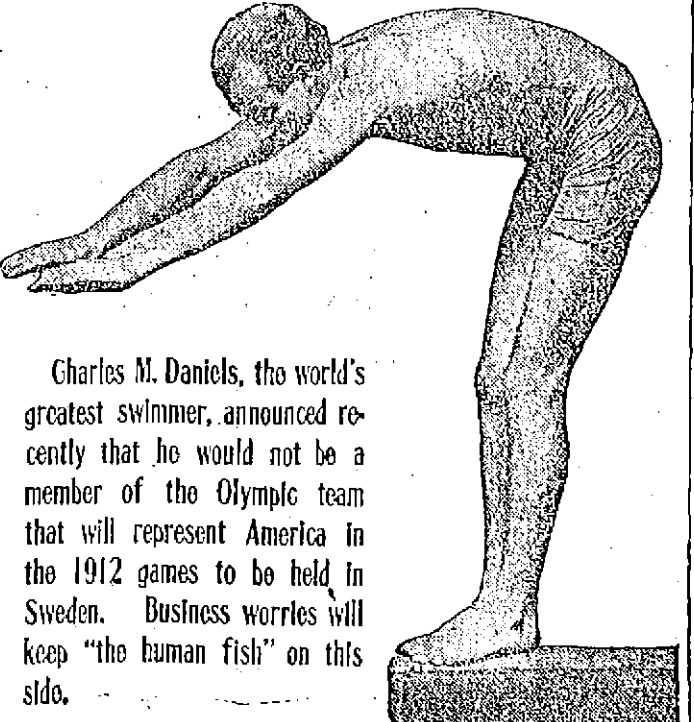 Charles M. Daniels, the world's
greatest swimmer, announced re-
cently that he would not be a
member of the Olympic team
that will represent America in
the 1912 games to be held in
Sweden. Business worries will
keep "the human fish" on this
side.